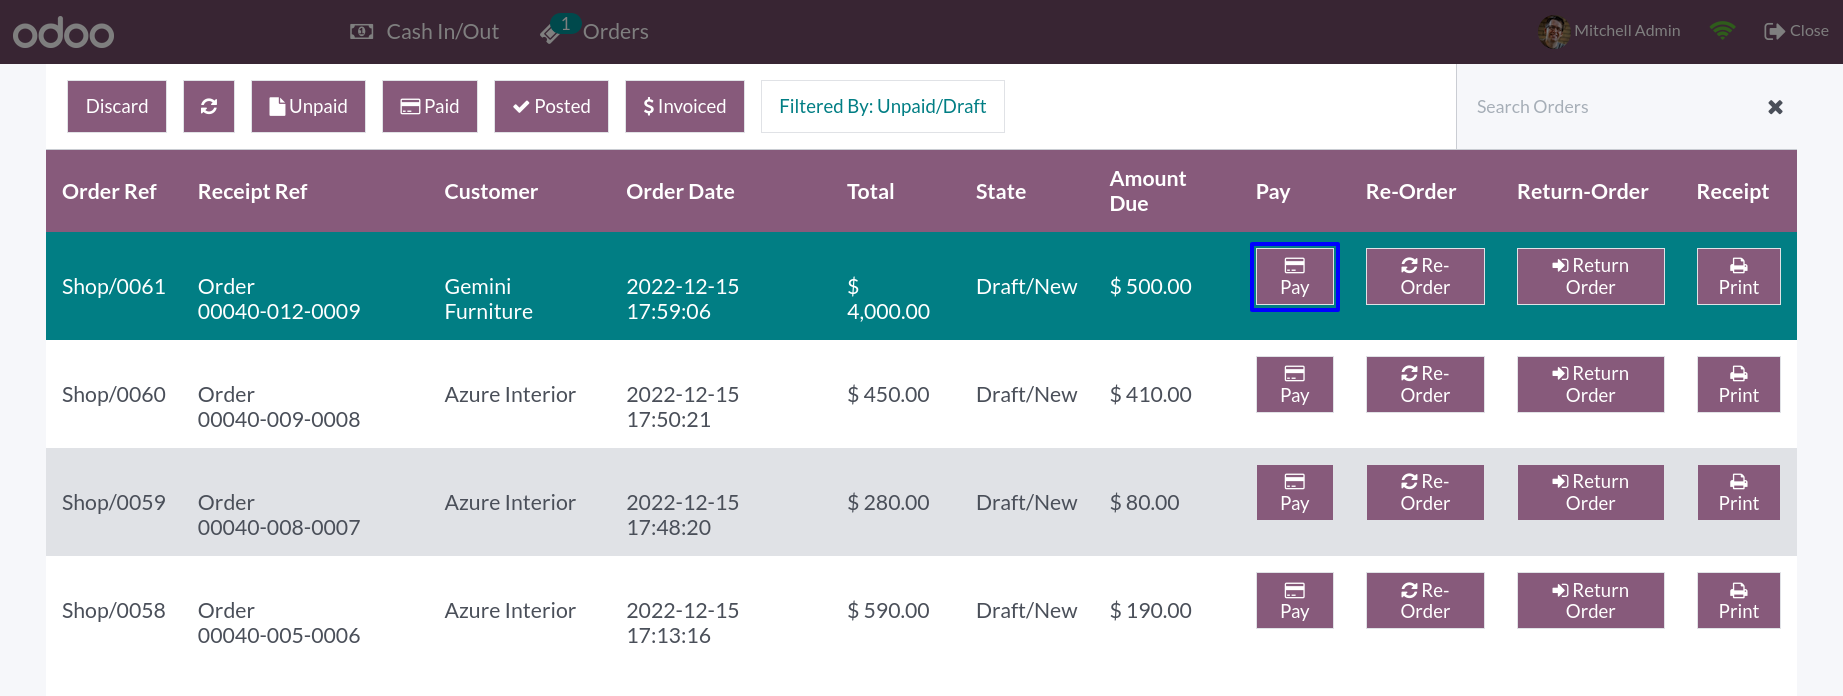 odoo Cash In/Out 1 Orders Mitchell Admin Close
Discard Unpaid Paid Posted $ Invoiced Filtered By: Unpaid/Draft Search Orders
Order Ref Receipt Ref Customer Order Date Total State Amount Due Pay Re-Order Return-Order Receipt
Shop/0061 Order 00040-012-0009 Gemini Furniture 2022-12-15 17:59:06 $ 4,000.00 Draft/New $ 500.00 Pay Re-Order Return Order Print
Shop/0060 Order 00040-009-0008 Azure Interior 2022-12-15 17:50:21 $ 450.00 Draft/New $ 410.00 Pay Re-Order Return Order Print
Shop/0059 Order 00040-008-0007 Azure Interior 2022-12-15 17:48:20 $ 280.00 Draft/New $ 80.00 Pay Re-Order Return Order Print
Shop/0058 Order 00040-005-0006 Azure Interior 2022-12-15 17:13:16 $ 590.00 Draft/New $ 190.00 Pay Re-Order Return Order Print